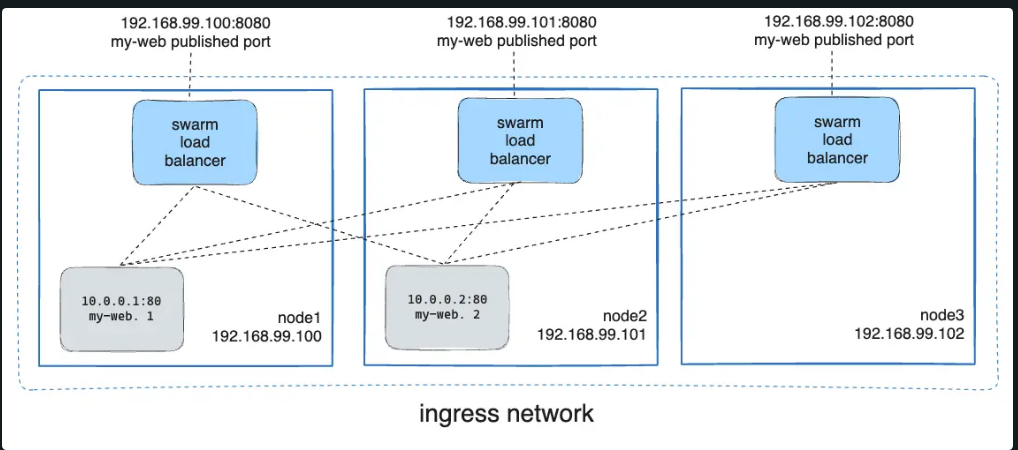 192.168.99.100:8080
my-web published port
192.168.99.101:8080
my-web published port
192.168.99.102:8080
my-web published port
swarm
load
balancer
swarm
load
balancer
swarm
load
balancer
10.0.0.1:80
my-web. 1
node1
192.168.99.100
10.0.0.2:80
my-web. 2
node2
192.168.99.101
node3
192.168.99.102
ingress network